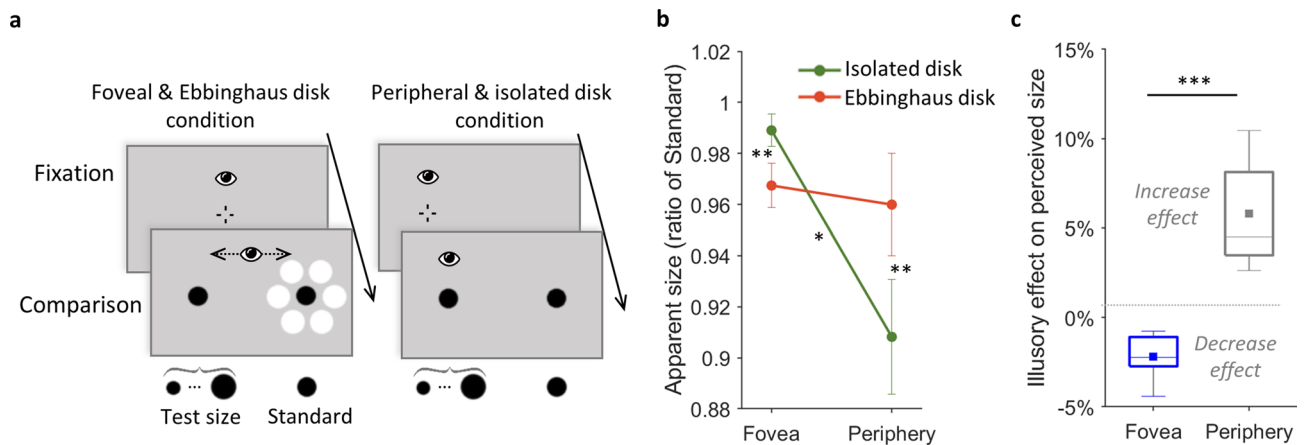 a
Foveal & Ebbinghaus disk
condition
Peripheral & isolated disk
condition
Fixation
Comparison
...
...
Test size
Standard
b
Apparent size (ratio of Standard)
1.02
1
0.98
0.96
0.94
0.92
0.9
0.88
Isolated disk
Ebbinghaus disk
**
*
**
Fovea
Periphery
c
Illusory effect on perceived size
15%
10%
5%
0%
-5%
***
Increase
effect
Decrease
effect
Fovea
Periphery